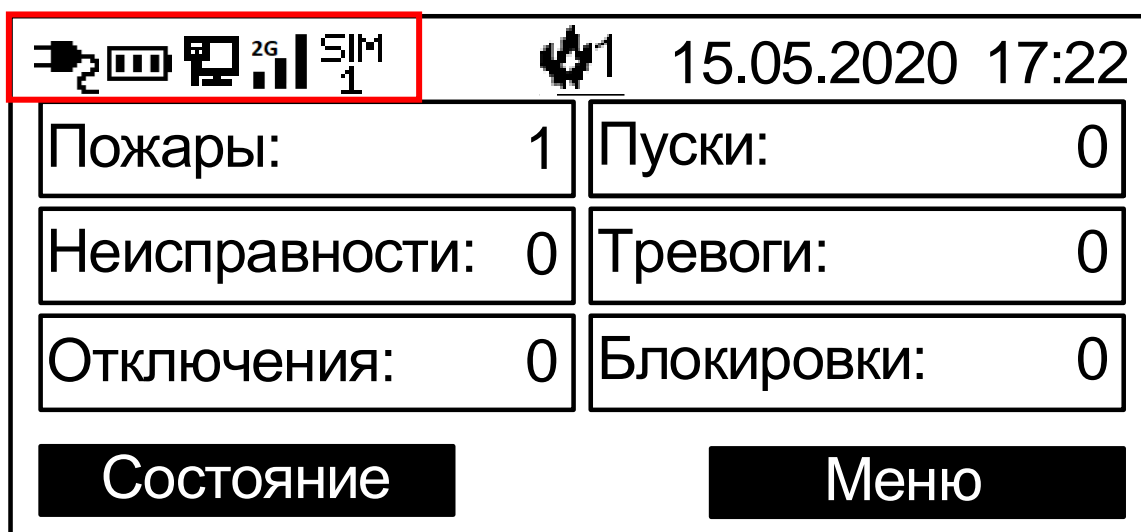 2G SIM 1 1 15.05.2020 17:22
Пожары: 1 Пуски: 0
Неисправности: 0 Тревоги: 0
Отключения: 0 Блокировки: 0
Состояние Меню